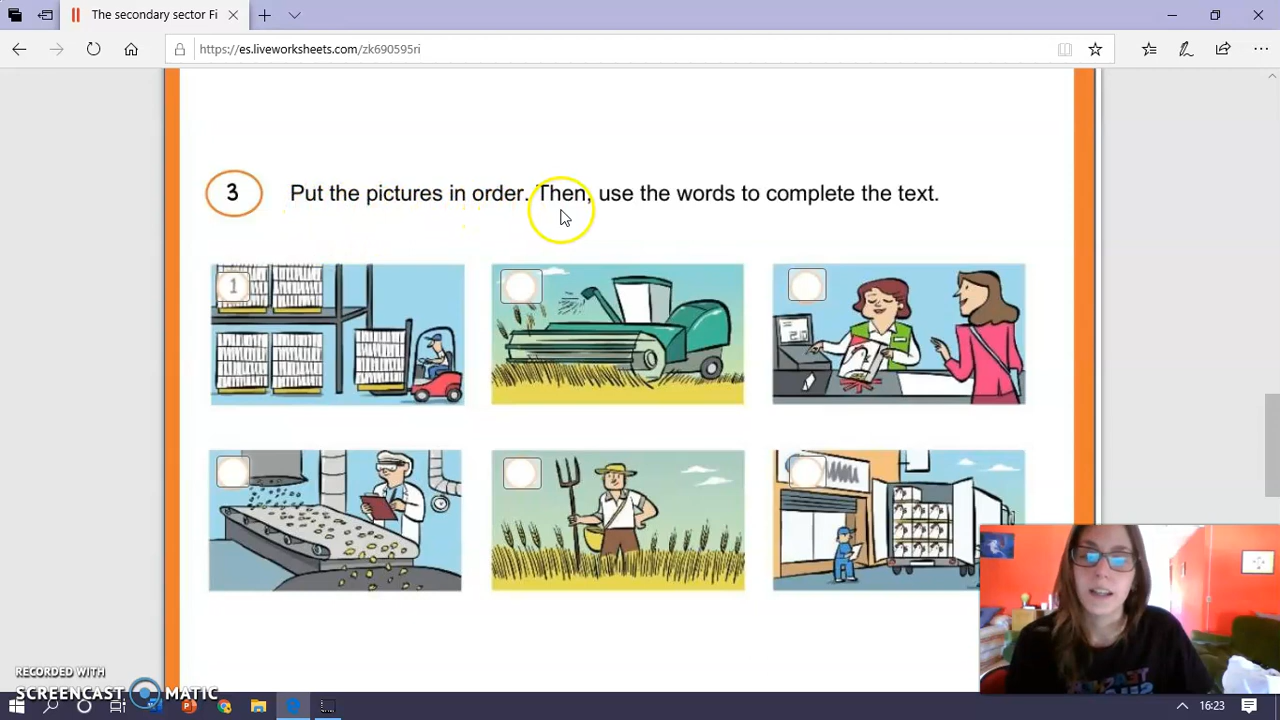 The secondary sector Fi
https://es.liveworksheets.com/zk690595ri
3 Put the pictures in order. Then, use the words to complete the text.
1
RECORDED WITH
SCREENCAST MATIC
16:23